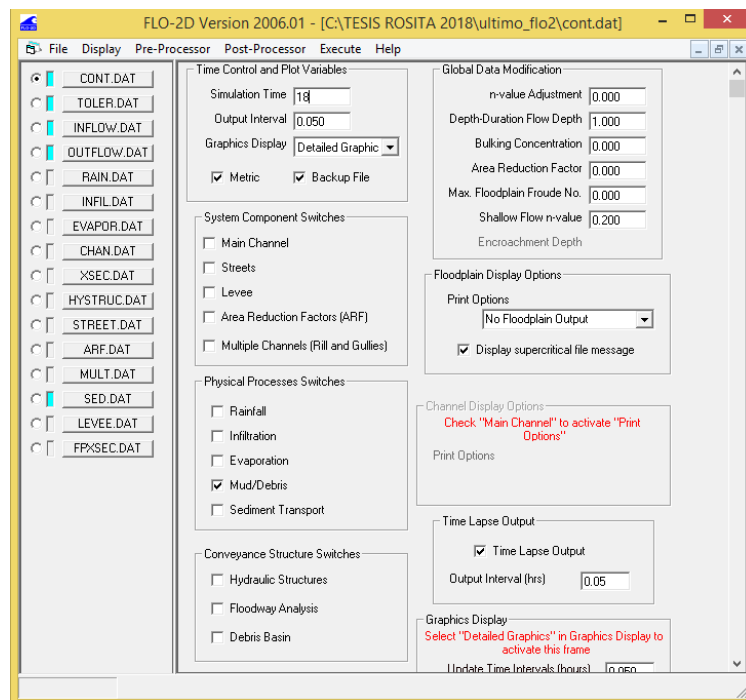 FLO-2D Version 2006.01 - [C:\TESIS ROSITA 2018\ultimo_flo2\cont.dat]
File Display Pre-Processor Post-Processor Execute Help
CONT.DAT
TOLER.DAT
INFLOW.DAT
OUTFLOW.DAT
RAIN.DAT
INFIL.DAT
EVAPOR.DAT
CHAN.DAT
XSEC.DAT
HYSTRUC.DAT
STREET.DAT
ARF.DAT
MULT.DAT
SED.DAT
LEVEE.DAT
FPXSEC.DAT
Time Control and Plot Variables
Simulation Time 18
Output Interval 0.050
Graphics Display Detailed Graphic
Metric Backup File
System Component Switches
Main Channel
Streets
Levee
Area Reduction Factors (ARF)
Multiple Channels (Rill and Gullies)
Physical Processes Switches
Rainfall
Infiltration
Evaporation
Mud/Debris
Sediment Transport
Conveyance Structure Switches
Hydraulic Structures
Floodway Analysis
Debris Basin
Global Data Modification
n-value Adjustment 0.000
Depth-Duration Flow Depth 1.000
Bulking Concentration 0.000
Area Reduction Factor 0.000
Max. Floodplain Froude No. 0.000
Shallow Flow n-value 0.200
Encroachment Depth
Floodplain Display Options
Print Options
No Floodplain Output
Display supercritical file message
Channel Display Options
Check "Main Channel" to activate "Print
Options"
Print Options
Time Lapse Output
Time Lapse Output
Output Interval (hrs) 0.05
Graphics Display
Select "Detailed Graphics" in Graphics Display to
activate this frame
Update Time Intervals (hours) 0.050